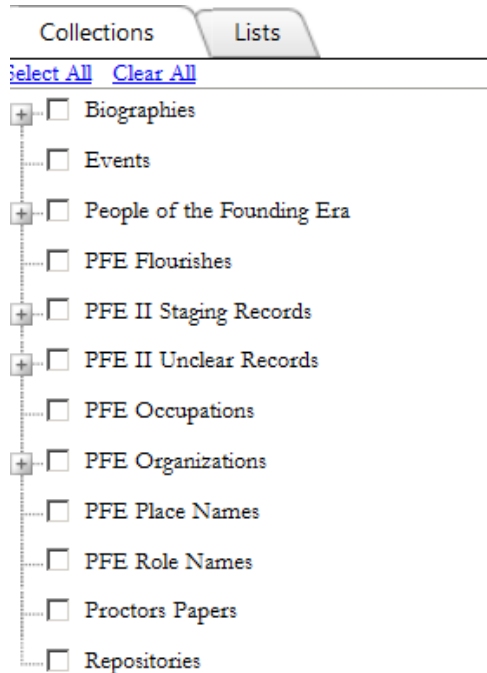 Collections Lists
Select All Clear All
Biographies
Events
People of the Founding Era
PFE Flourishes
PFE II Staging Records
PFE II Unclear Records
PFE Occupations
PFE Organizations
PFE Place Names
PFE Role Names
Proctors Papers
Repositories